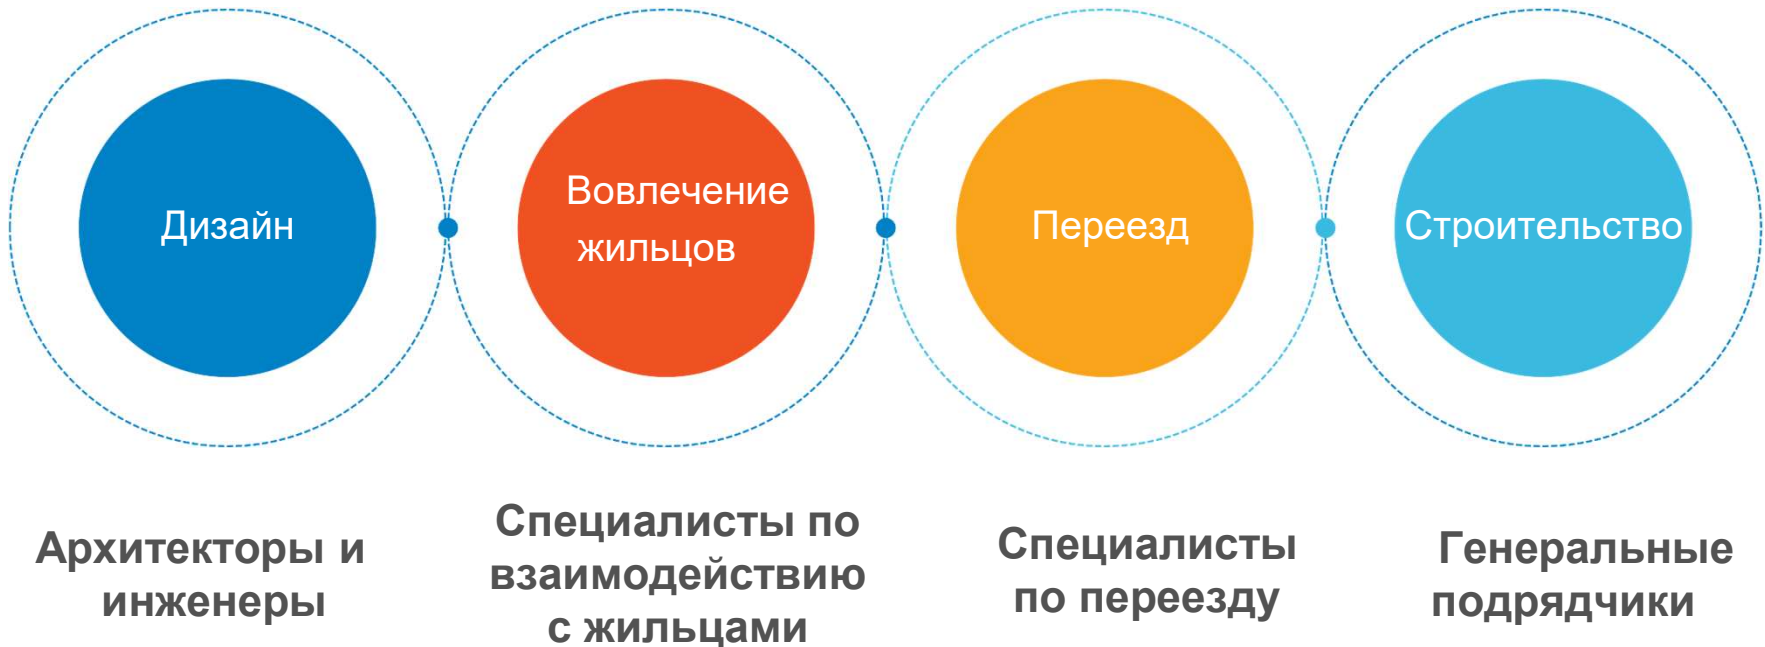 Дизайн
Вовлечение
жильцов
Переезд
Строительство
Архитекторы и
инженеры
Специалисты по
взаимодействию
с жильцами
Специалисты
по переезду
Генеральные
подрядчики